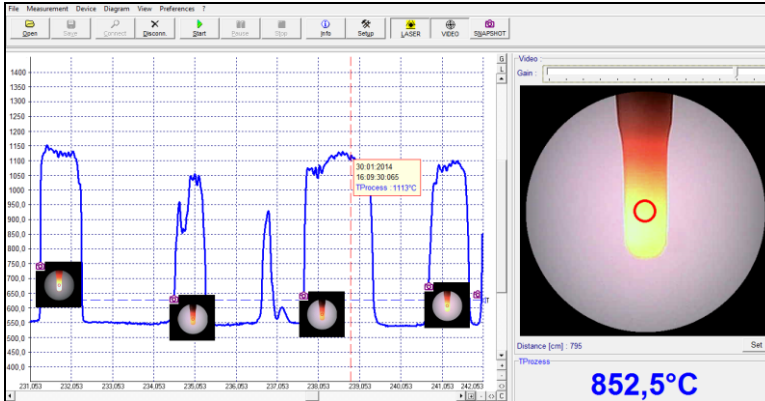 File Measurement Device Diagram View Preferences ?
Open Save Connect Disconn. Start Pause Stop Info Setup LASER VIDEO SNAPSHOT
G
L
1400
1350
1300
1250
1200
1150
1100
1050
1000
950,0
900,0
850,0
800,0
750,0
700,0
650,0
600,0
550,0
500,0
450,0
400,0
30:01:2014
16:09:30:065
TProcess : 1113°C
231,053 232,053 233,053 234,053 235,053 236,053 237,053 238,053 239,053 240,053 241,053 242,053
Video :
Gain :
Distance [cm] : 795
Set
TProzess
852,5°C